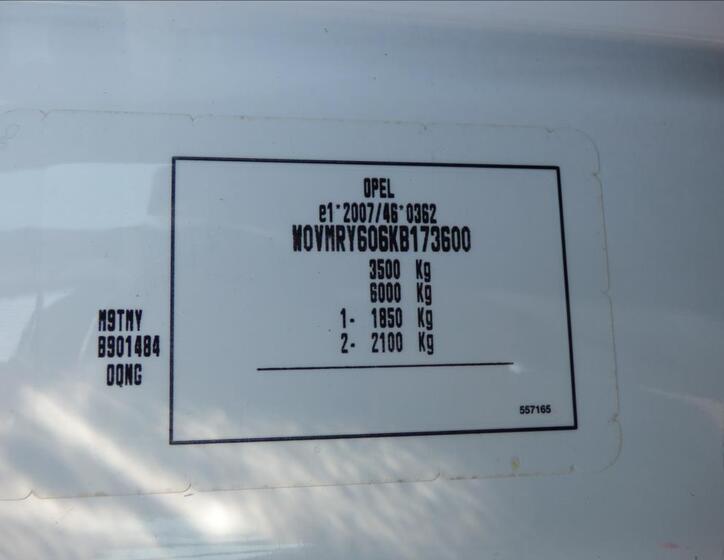 OPEL
e1*2007/46*0362
W0VMRY606KB173600
3500 Kg
6000 Kg
1- 1850 Kg
2- 2100 Kg
M9TMY
B901484
DQNG
557165